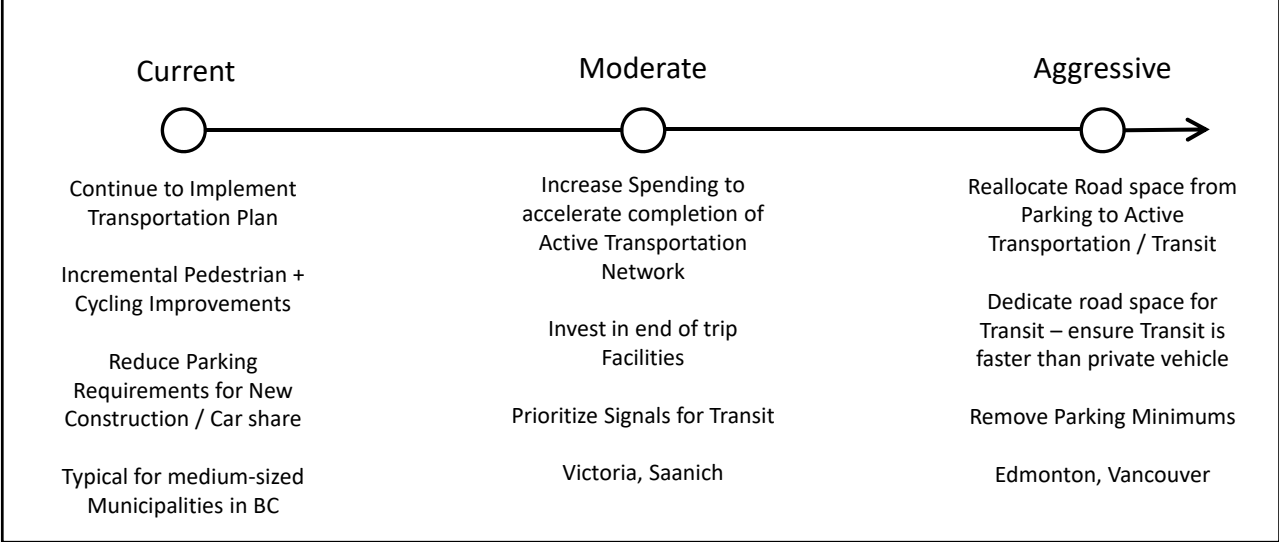 Current
Continue to Implement
Transportation Plan
Incremental Pedestrian +
Cycling Improvements
Reduce Parking
Requirements for New
Construction / Car share
Typical for medium-sized
Municipalities in BC
Moderate
Increase Spending to
accelerate completion of
Active Transportation
Network
Invest in end of trip
Facilities
Prioritize Signals for Transit
Victoria, Saanich
Aggressive
Reallocate Road space from
Parking to Active
Transportation / Transit
Dedicate road space for
Transit – ensure Transit is
faster than private vehicle
Remove Parking Minimums
Edmonton, Vancouver